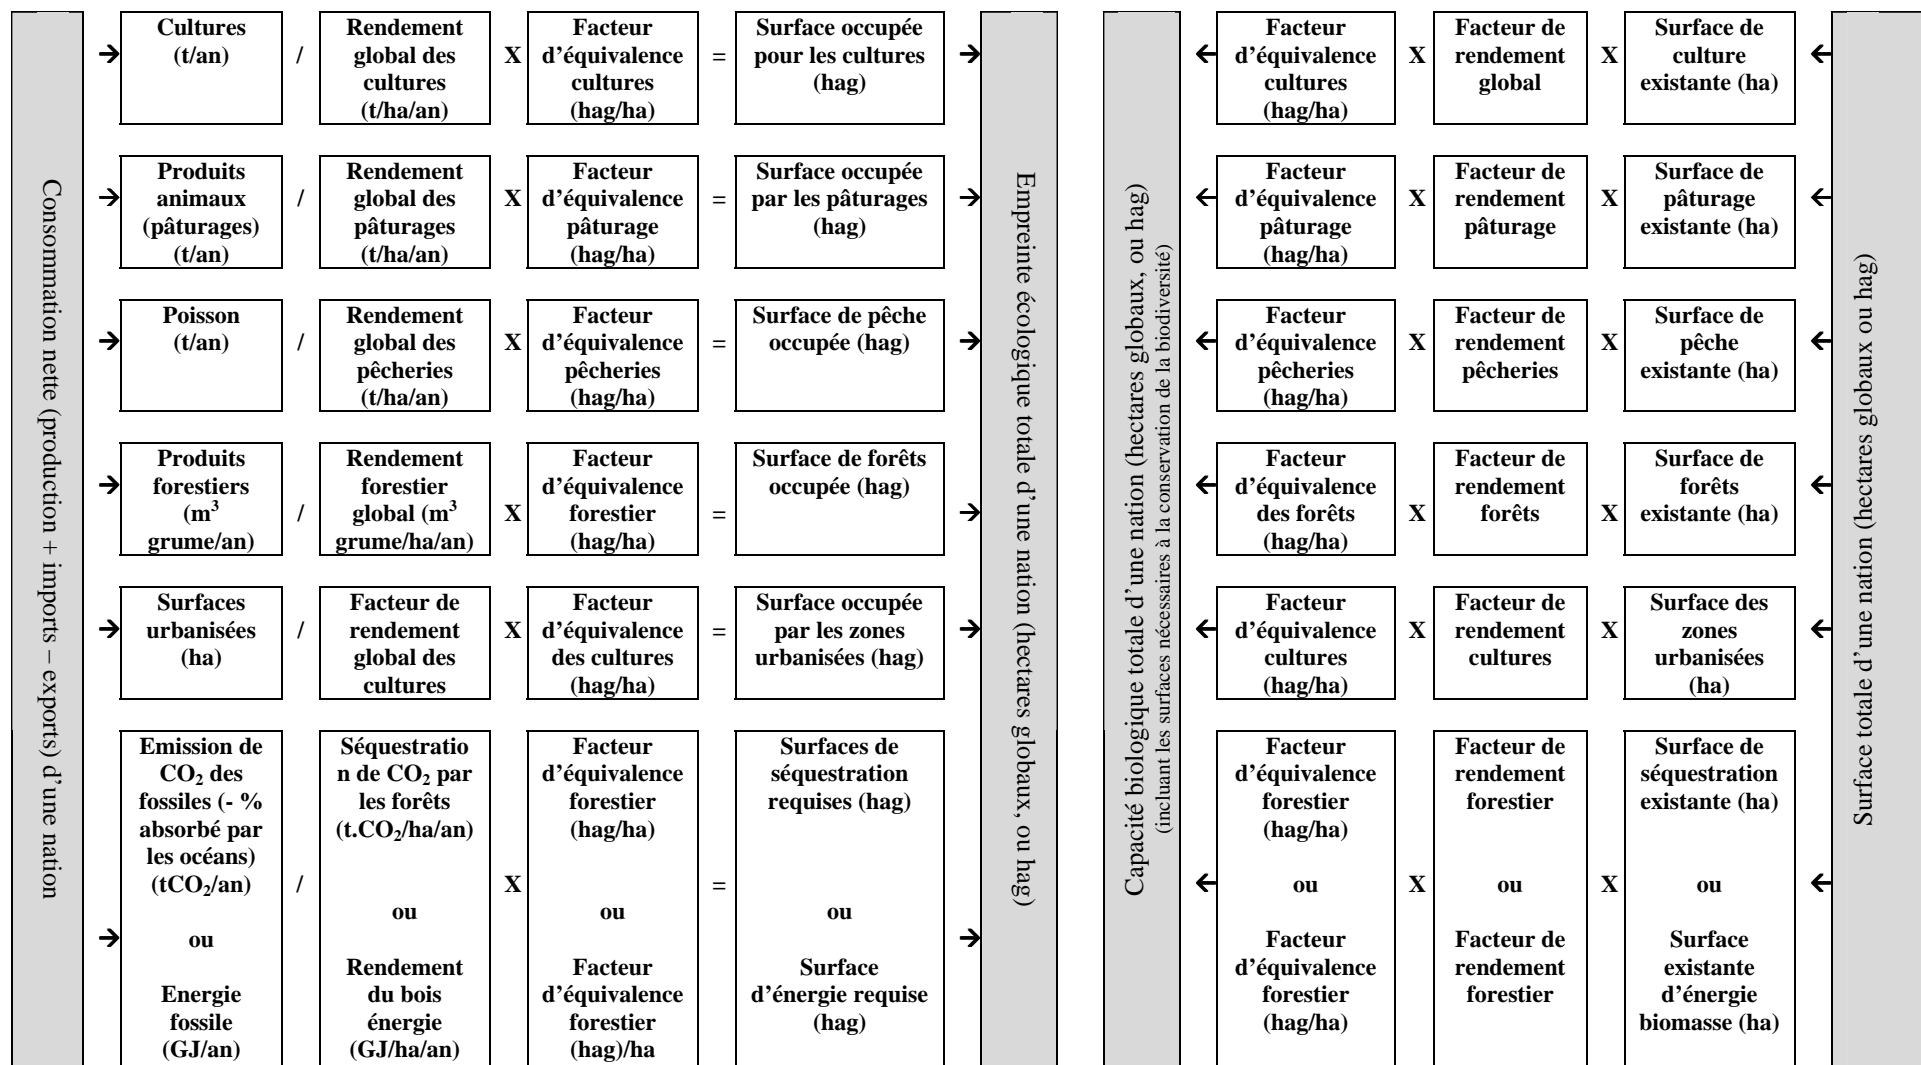 Consommation nette (production + imports – exports) d'une nation
→
Cultures
(t/an)
/
Rendement
global des
cultures
(t/ha/an)
X
Facteur
d'équivalence
cultures
(hag/ha)
=
Surface occupée
pour les cultures
(hag)
→
→
Produits
animaux
(pâturages)
(t/an)
/
Rendement
global des
pâturages
(t/ha/an)
X
Facteur
d'équivalence
pâturage
(hag/ha)
=
Surface occupée
par les pâturages
(hag)
→
→
Poisson
(t/an)
/
Rendement
global des
pêcheries
(t/ha/an)
X
Facteur
d'équivalence
pêcheries
(hag/ha)
=
Surface de pêche
occupée (hag)
→
→
Produits
forestiers
(m³
grume/an)
/
Rendement
forestier
global (m³
grume/ha/an)
X
Facteur
d'équivalence
forestier
(hag/ha)
=
Surface de forêts
occupée (hag)
→
→
Surfaces
urbanisées
(ha)
/
Facteur de
rendement
global des
cultures
X
Facteur
d'équivalence
des cultures
(hag/ha)
=
Surface occupée
par les zones
urbanisées (hag)
→
→
Emission de
CO₂ des
fossiles (- %
absorbé par
les océans)
(tCO₂/an)
ou
Energie
fossile
(GJ/an)
/
Séquestratio
n de CO₂ par
les forêts
(t.CO₂/ha/an)
ou
Rendement
du bois
énergie
(GJ/ha/an)
X
Facteur
d'équivalence
forestier
(hag/ha)
ou
Facteur
d'équivalence
forestier
(hag)/ha
=
Surfaces de
séquestration
requises (hag)
ou
Surface
d'énergie requise
(hag)
→
Empreinte écologique totale d'une nation (hectares globaux, ou hag)
Capacité biologique totale d'une nation (hectares globaux, ou hag)
(incluant les surfaces nécessaires à la conservation de la biodiversité)
←
Facteur
d'équivalence
cultures
(hag/ha)
X
Facteur de
rendement
global
X
Surface de
culture
existante (ha)
←
←
Facteur
d'équivalence
pâturage
(hag/ha)
X
Facteur de
rendement
pâturage
X
Surface de
pâturage
existante (ha)
←
←
Facteur
d'équivalence
pêcheries
(hag/ha)
X
Facteur de
rendement
pêcheries
X
Surface de
pêche
existante (ha)
←
←
Facteur
d'équivalence
des forêts
(hag/ha)
X
Facteur de
rendement
forêts
X
Surface de
forêts
existante (ha)
←
←
Facteur
d'équivalence
cultures
(hag/ha)
X
Facteur de
rendement
cultures
X
Surface des
zones
urbanisées
(ha)
←
←
Facteur
d'équivalence
forestier
(hag/ha)
ou
Facteur
d'équivalence
forestier
(hag/ha)
X
Facteur de
rendement
forestier
ou
Facteur de
rendement
forestier
X
Surface de
séquestration
existante (ha)
ou
Surface
existante
d'énergie
biomasse (ha)
←
Surface totale d'une nation (hectares globaux ou hag)